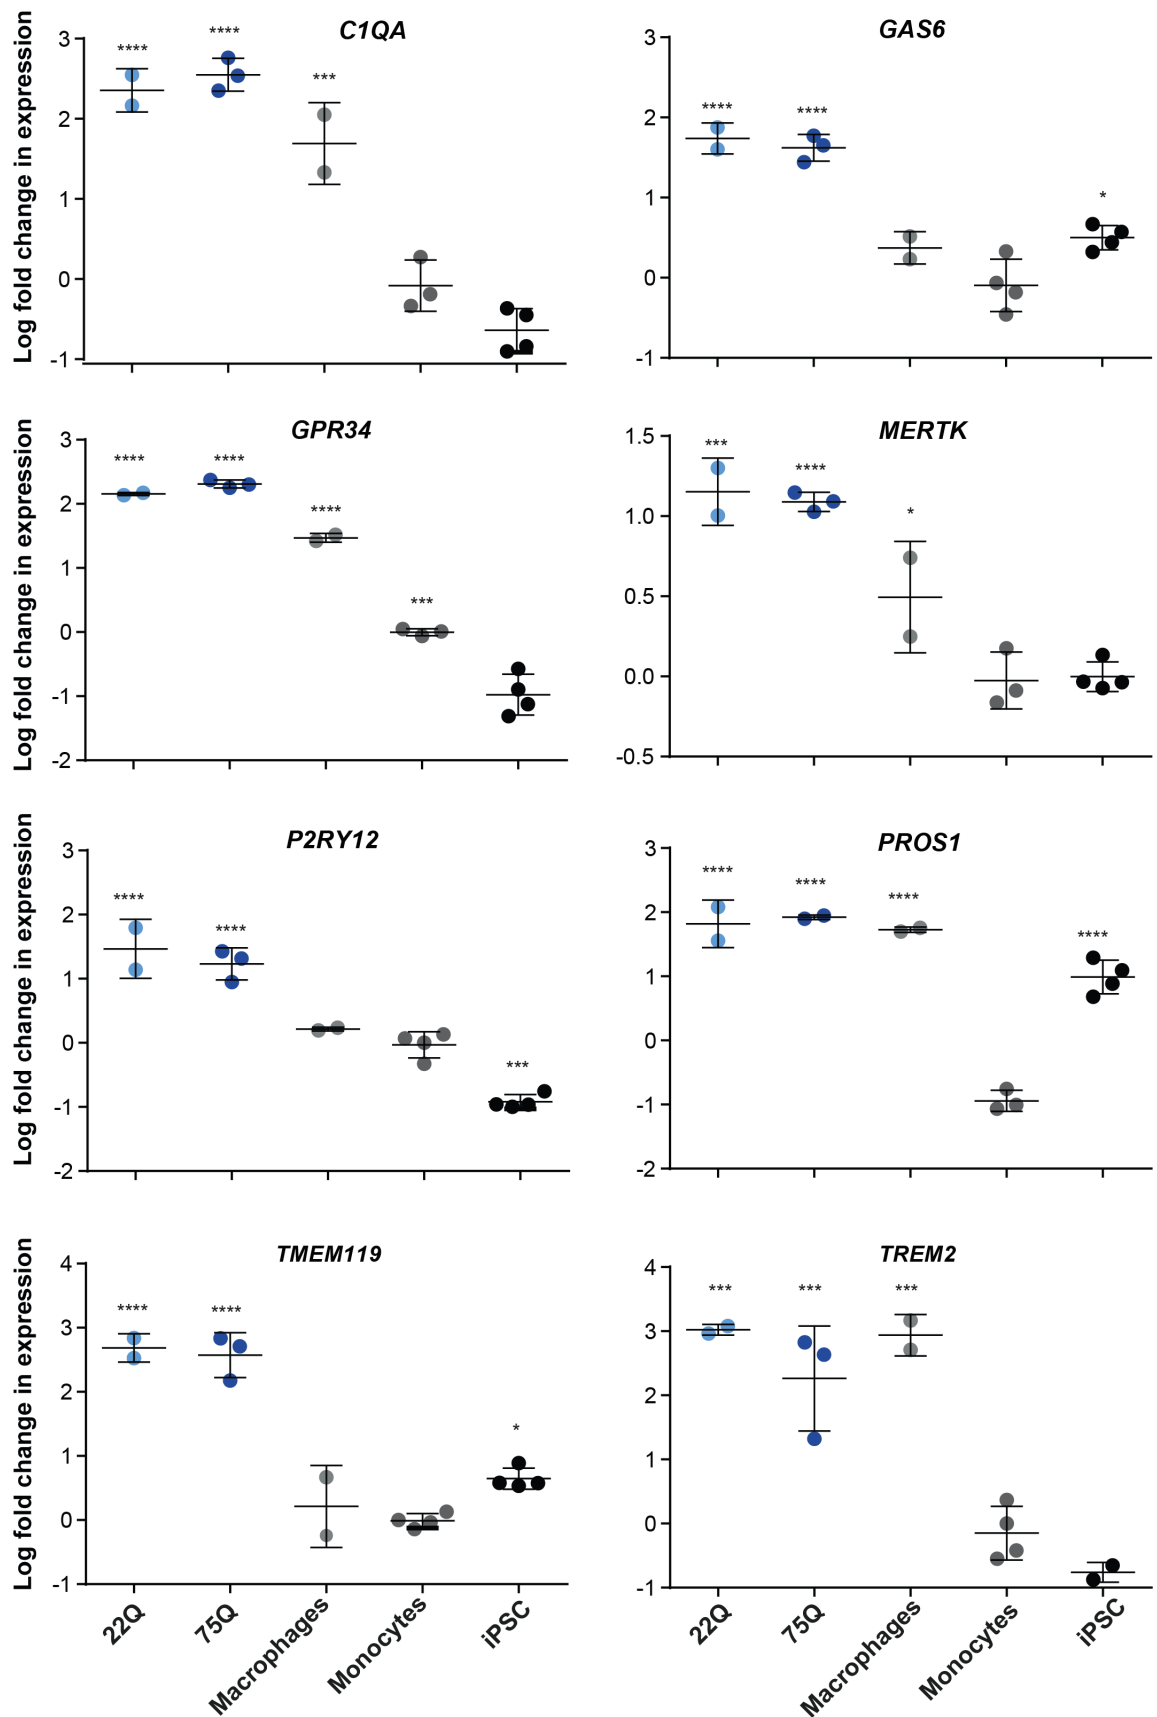 C1QA
Log fold change in expression
3
2
1
0
-1
**** **** ***
GAS6
3
2
1
0
-1
**** **** *
GPR34
Log fold change in expression
3
2
1
0
-1
-2
**** **** **** ***
MERTK
1.5
1.0
0.5
0.0
-0.5
*** **** *
P2RY12
Log fold change in expression
3
2
1
0
-1
-2
**** **** ***
PROS1
3
2
1
0
-1
-2
**** **** **** ****
TMEM119
Log fold change in expression
4
3
2
1
0
-1
**** **** *
22Q 75Q Macrophages Monocytes iPSC
TREM2
4
3
2
1
0
-1
*** *** ***
22Q 75Q Macrophages Monocytes iPSC